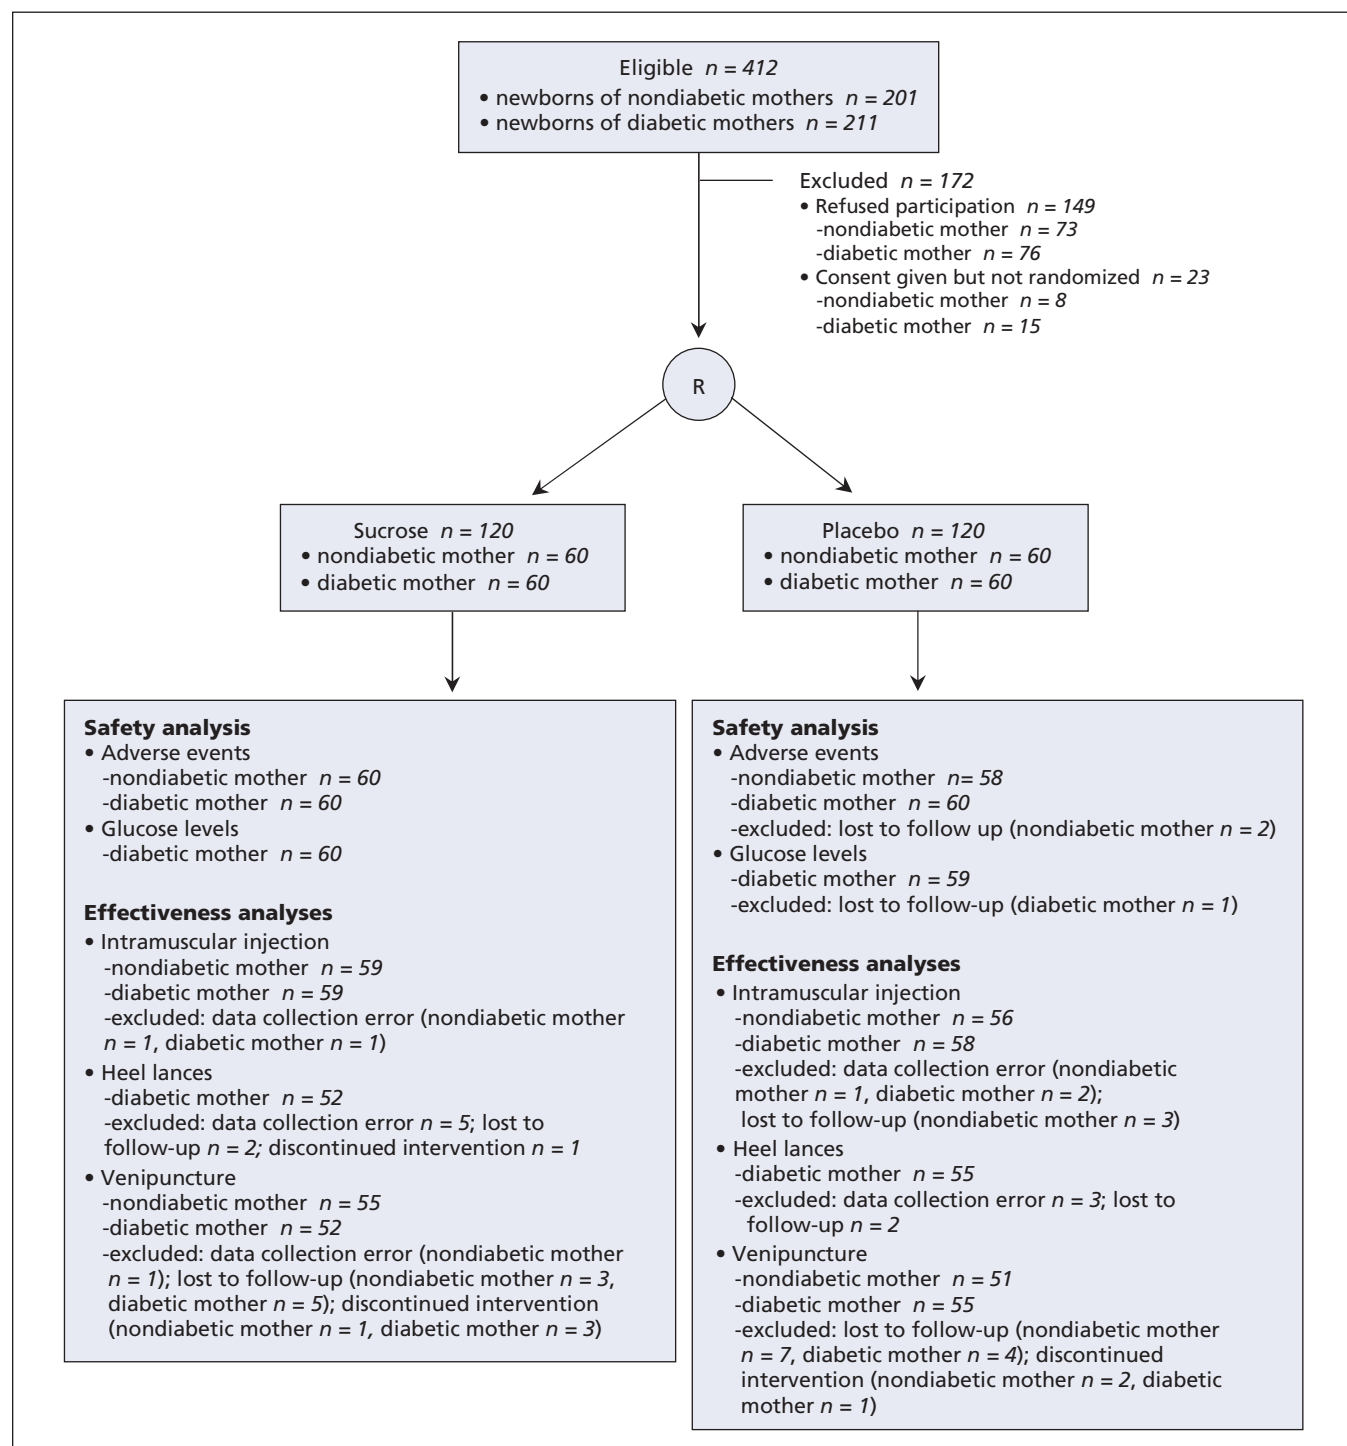 Eligible n = 412
• newborns of nondiabetic mothers n = 201
• newborns of diabetic mothers n = 211
Excluded n = 172
• Refused participation n = 149
-nondiabetic mother n = 73
-diabetic mother n = 76
• Consent given but not randomized n = 23
-nondiabetic mother n = 8
-diabetic mother n = 15
R
Sucrose n = 120
• nondiabetic mother n = 60
• diabetic mother n = 60
Placebo n = 120
• nondiabetic mother n = 60
• diabetic mother n = 60
Safety analysis
• Adverse events
-nondiabetic mother n = 60
-diabetic mother n = 60
• Glucose levels
-diabetic mother n = 60
Effectiveness analyses
• Intramuscular injection
-nondiabetic mother n = 59
-diabetic mother n = 59
-excluded: data collection error (nondiabetic mother
n = 1, diabetic mother n = 1)
• Heel lances
-diabetic mother n = 52
-excluded: data collection error n = 5; lost to
follow-up n = 2; discontinued intervention n = 1
• Venipuncture
-nondiabetic mother n = 55
-diabetic mother n = 52
-excluded: data collection error (nondiabetic mother
n = 1); lost to follow-up (nondiabetic mother n = 3,
diabetic mother n = 5); discontinued intervention
(nondiabetic mother n = 1, diabetic mother n = 3)
Safety analysis
• Adverse events
-nondiabetic mother n= 58
-diabetic mother n = 60
-excluded: lost to follow up (nondiabetic mother n = 2)
• Glucose levels
-diabetic mother n = 59
-excluded: lost to follow-up (diabetic mother n = 1)
Effectiveness analyses
• Intramuscular injection
-nondiabetic mother n = 56
-diabetic mother n = 58
-excluded: data collection error (nondiabetic
mother n = 1, diabetic mother n = 2);
lost to follow-up (nondiabetic mother n = 3)
• Heel lances
-diabetic mother n = 55
-excluded: data collection error n = 3; lost to
follow-up n = 2
• Venipuncture
-nondiabetic mother n = 51
-diabetic mother n = 55
-excluded: lost to follow-up (nondiabetic mother
n = 7, diabetic mother n = 4); discontinued
intervention (nondiabetic mother n = 2, diabetic
mother n = 1)